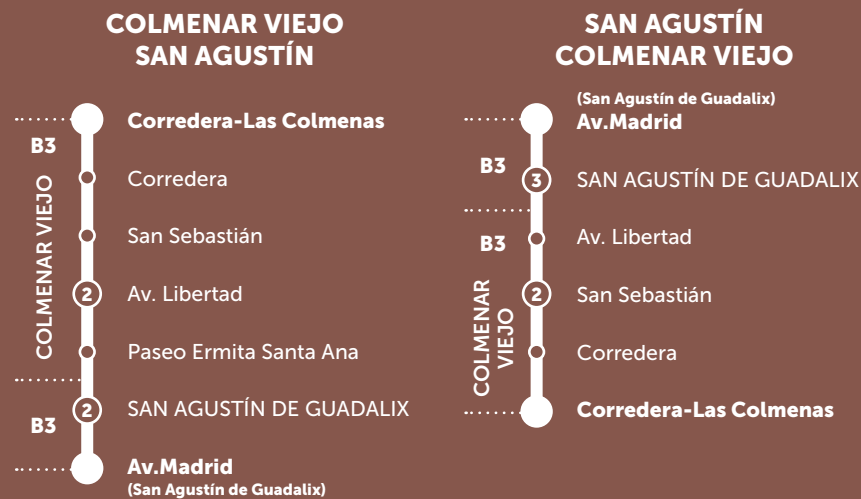 COLMENAR VIEJO
SAN AGUSTÍN
Corredera-Las Colmenas
B3
COLMENAR VIEJO
Corredera
San Sebastián
2 Av. Libertad
Paseo Ermita Santa Ana
2 SAN AGUSTÍN DE GUADALIX
B3
Av.Madrid
(San Agustín de Guadalix)
SAN AGUSTÍN
COLMENAR VIEJO
(San Agustín de Guadalix)
Av.Madrid
B3
3 SAN AGUSTÍN DE GUADALIX
B3
Av. Libertad
COLMENAR
VIEJO
2 San Sebastián
Corredera
Corredera-Las Colmenas